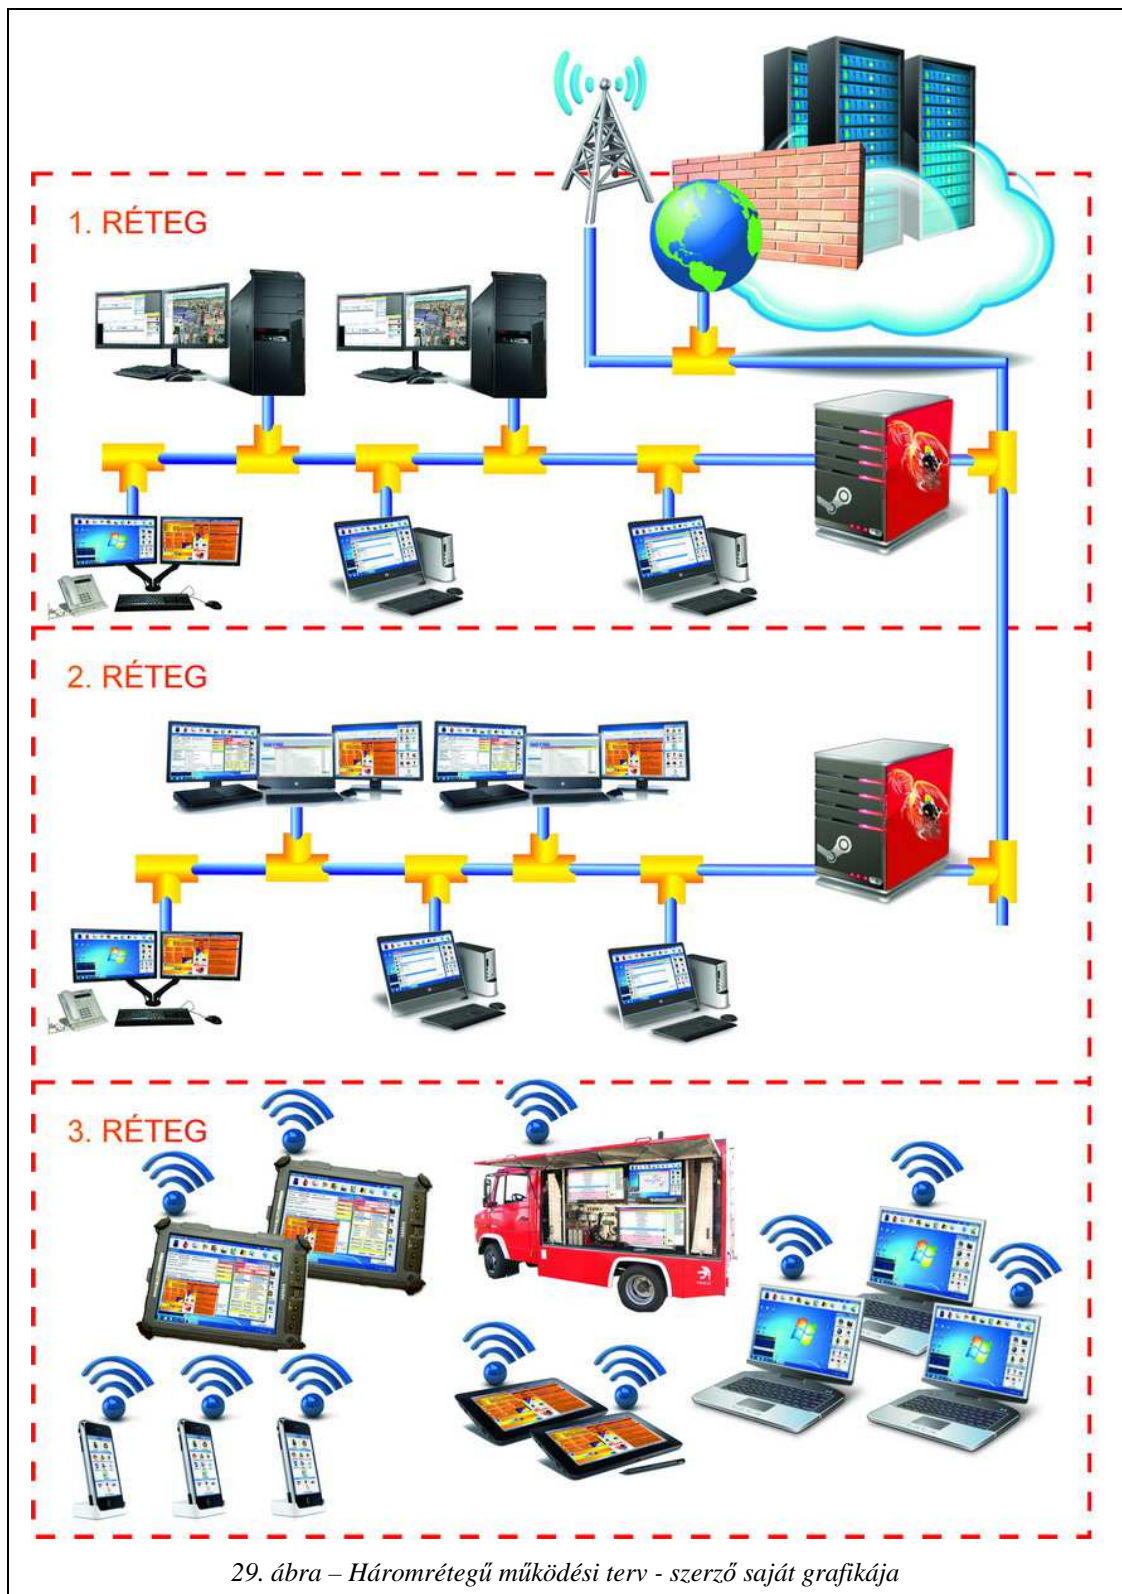 1. RÉTEG
2. RÉTEG
3. RÉTEG
29. ábra – Háromrétegű működési terv - szerző saját grafikája